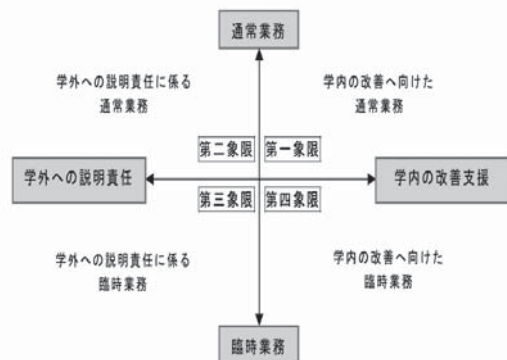 通常業務
学外への説明責任に係る
通常業務
学内の改善へ向けた
通常業務
第二象限
第一象限
学外への説明責任
学内の改善支援
第三象限
第四象限
学外への説明責任に係る
臨時業務
学内の改善へ向けた
臨時業務
臨時業務